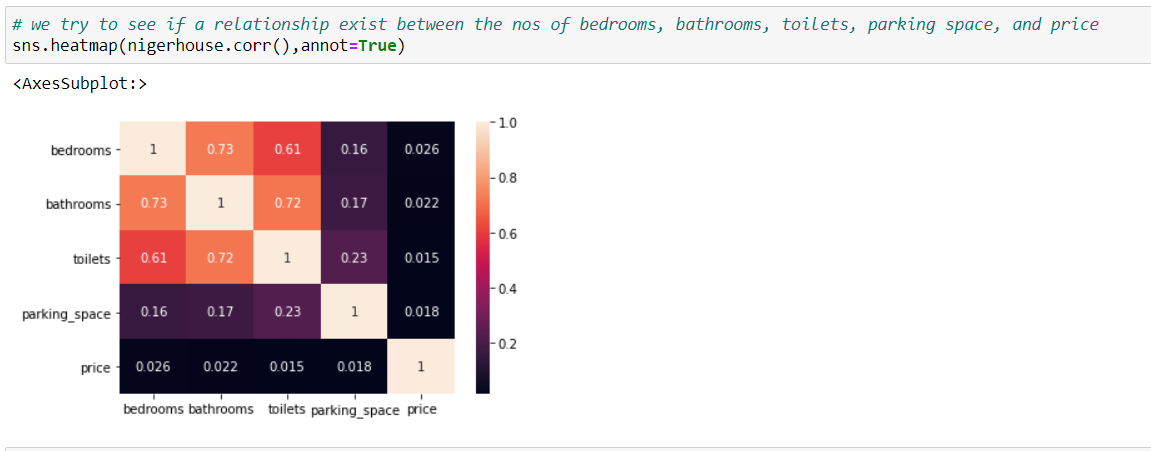 # we try to see if a relationship exist between the nos of bedrooms, bathrooms, toilets, parking space, and price
sns.heatmap(nigerhouse.corr(),annot=True)
<AxesSubplot:>
bedrooms 1 0.73 0.61 0.16 0.026
bathrooms 0.73 1 0.72 0.17 0.022
toilets 0.61 0.72 1 0.23 0.015
parking_space 0.16 0.17 0.23 1 0.018
price 0.026 0.022 0.015 0.018 1
bedrooms bathrooms toilets parking_space price
1.0
0.8
0.6
0.4
0.2